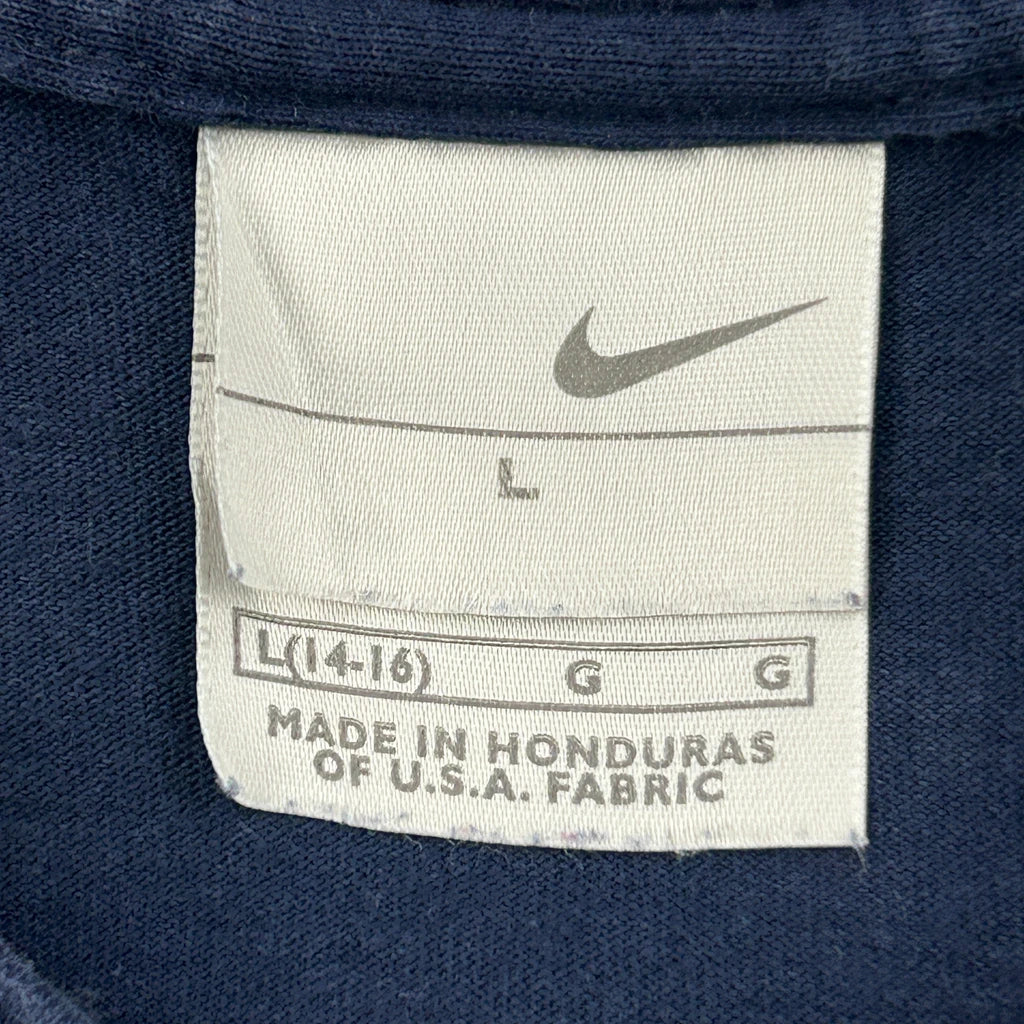 L
L(14-16) G G
MADE IN HONDURAS
OF U.S.A. FABRIC